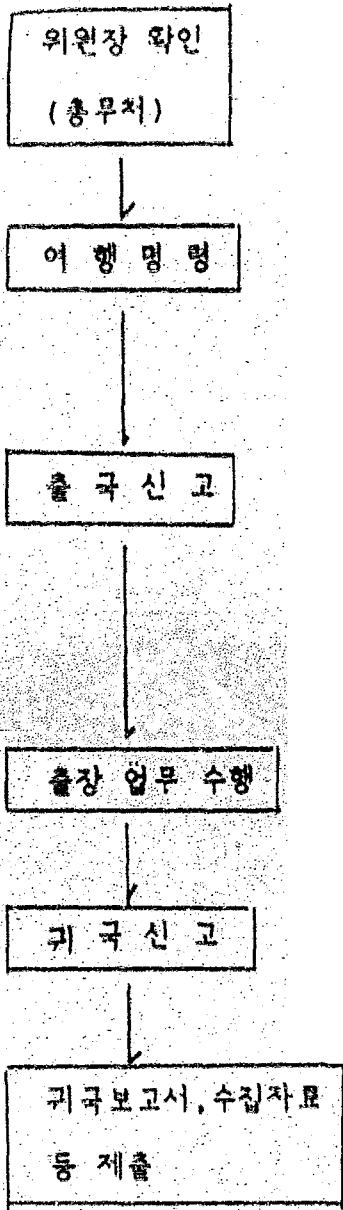 위원장 확인
(총무처)
여 행 명 령
출 국 신 고
출장 업무 수행
귀 국 신 고
귀국보고서, 수집자료
등 제출